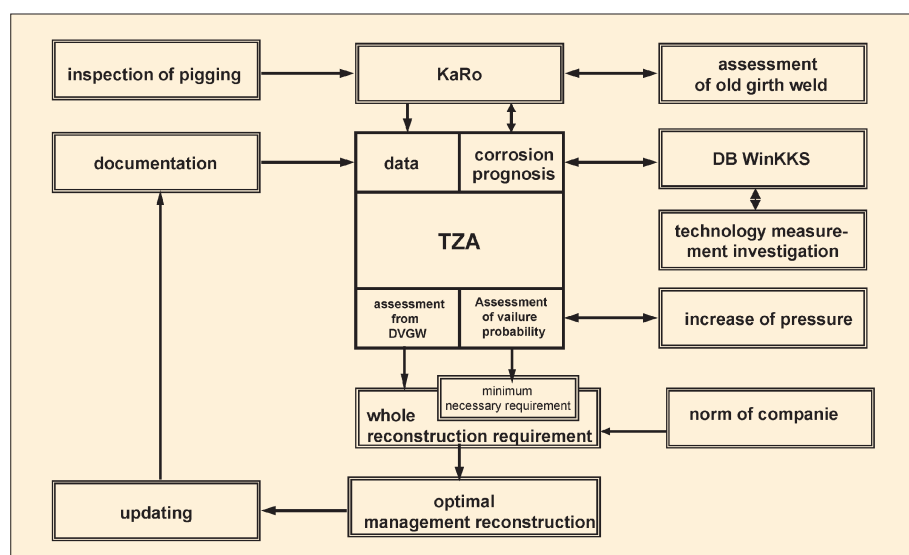 inspection of pigging
KaRo
assessment
of old girth weld
documentation
data
corrosion
prognosis
DB WinKKS
TZA
technology measure-
ment investigation
assessment
from
DVGW
Assessment
of vailure
probability
increase of pressure
minimum
necessary requirement
whole
reconstruction requirement
norm of companie
updating
optimal
management reconstruction